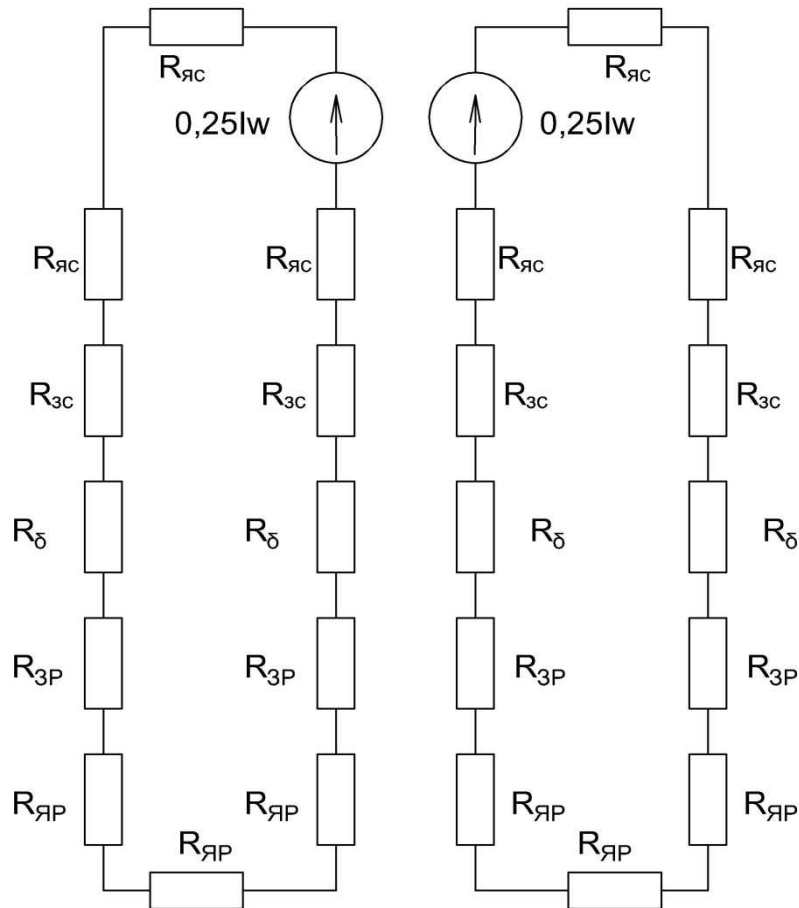 Rяс Rяс
0,25Iw 0,25Iw
Rяс Rяс Rяс Rяс
Rзс Rзс Rзс Rзс
Rδ Rδ Rδ Rδ
RЗР RЗР RЗР RЗР
RЯР RЯР RЯР RЯР
RЯР RЯР